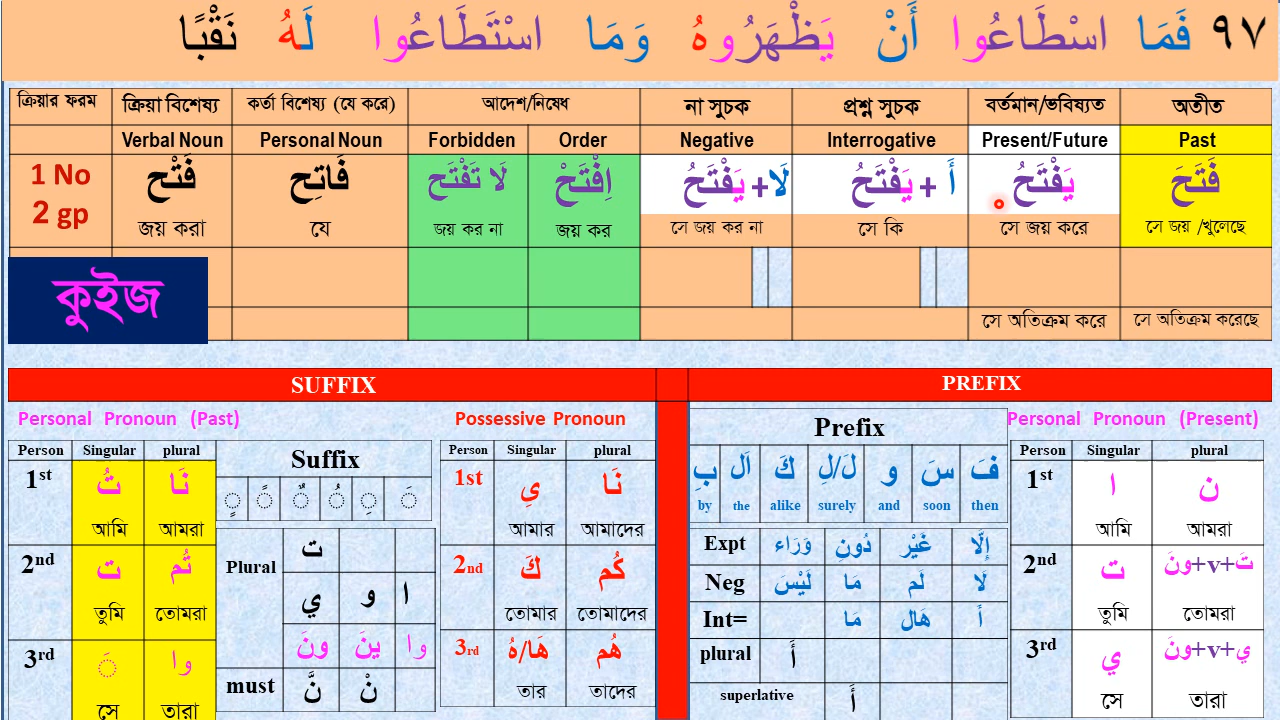 ٩٧ فَمَا اسْطَاعُوا أَنْ يَظْهَرُوهُ وَمَا اسْتَطَاعُوا لَهُ نَقْبًا
ক্রিয়ার ফরম ক্রিয়া বিশেষ্য কর্তা বিশেষ্য (যে করে) আদেশ/নিষেধ না সুচক প্রশ্ন সুচক বর্তমান/ভবিষ্যত অতীত
Verbal Noun Personal Noun Forbidden Order Negative Interrogative Present/Future Past
1 No
2 gp
فَتْح فَاتِح لَا تَفْتَح اِفْتَحْ لَا+يَفْتَحُ أَ + يَفْتَحُ يَفْتَحُ فَتَحَ
জয় করা যে জয় কর না জয় কর সে জয় কর না সে কি সে জয় করে সে জয় /খুলেছে
কুইজ
সে অতিক্রম করে সে অতিক্রম করেছে
SUFFIX
Personal Pronoun (Past)
Person Singular plural
1st تُ نَا
আমি আমরা
2nd ت تُم
তুমি তোমরা
3rd َ وا
সে তারা
Suffix
ٍ ً ٌ ُ ِ َ
Plural ت
ي و ا
ونَ ينَ وا
must نَّ نْ
Possessive Pronoun
Person Singular plural
1st يِ نَا
আমার আমাদের
2nd كَ كُم
তোমার তোমাদের
3rd هَا/هُ هُم
তার তাদের
PREFIX
Prefix
بِ اَل كَ لَ/لِ و سَ فَ
by the alike surely and soon then
Expt وَرَاء دُونِ غَيْر إِلَّا
Neg لَيْسَ مَا لَم لَا
Int= مَا هَال أَ
plural أَ
superlative أَ
Personal Pronoun (Present)
Person Singular plural
1st ا ن
আমি আমরা
2nd ت تَ+v+ونَ
তুমি তোমরা
3rd ي ي+v+ونَ
সে তারা